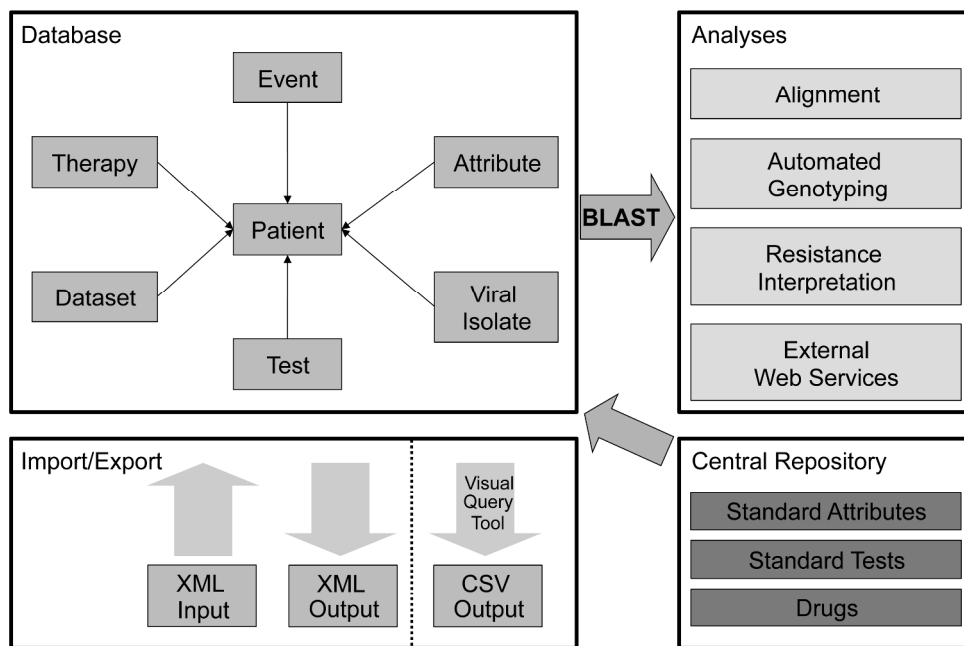 Database
Event
Therapy
Attribute
Patient
Dataset
Viral
Isolate
Test
BLAST
Analyses
Alignment
Automated
Genotyping
Resistance
Interpretation
External
Web Services
Import/Export
Visual
Query
Tool
XML
Input
XML
Output
CSV
Output
Central Repository
Standard Attributes
Standard Tests
Drugs